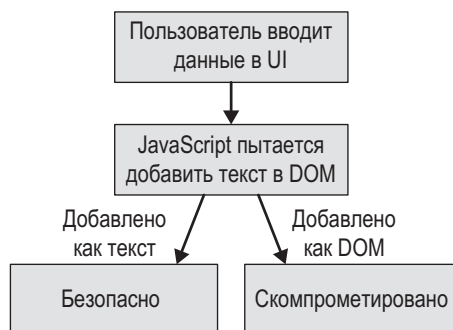 Пользователь вводит
данные в UI
JavaScript пытается
добавить текст в DOM
Добавлено
как текст
Добавлено
как DOM
Безопасно
Скомпрометировано